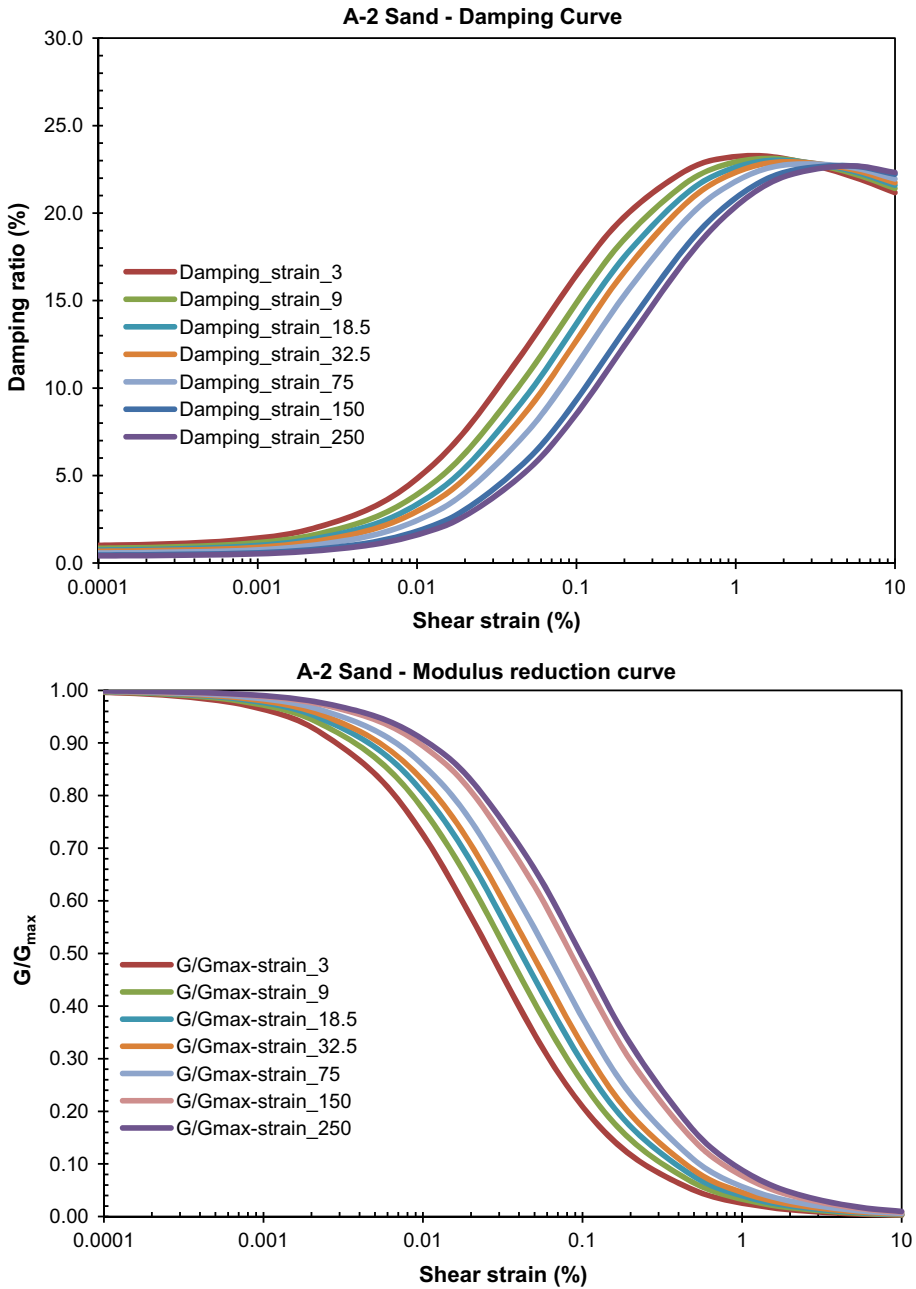 A-2 Sand - Damping Curve
30.0
25.0
20.0
15.0
10.0
5.0
0.0
Damping ratio (%)
Damping_strain_3
Damping_strain_9
Damping_strain_18.5
Damping_strain_32.5
Damping_strain_75
Damping_strain_150
Damping_strain_250
0.0001 0.001 0.01 0.1 1 10
Shear strain (%)
A-2 Sand - Modulus reduction curve
1.00
0.90
0.80
0.70
0.60
0.50
0.40
0.30
0.20
0.10
0.00
G/Gmax
G/Gmax-strain_3
G/Gmax-strain_9
G/Gmax-strain_18.5
G/Gmax-strain_32.5
G/Gmax-strain_75
G/Gmax-strain_150
G/Gmax-strain_250
0.0001 0.001 0.01 0.1 1 10
Shear strain (%)